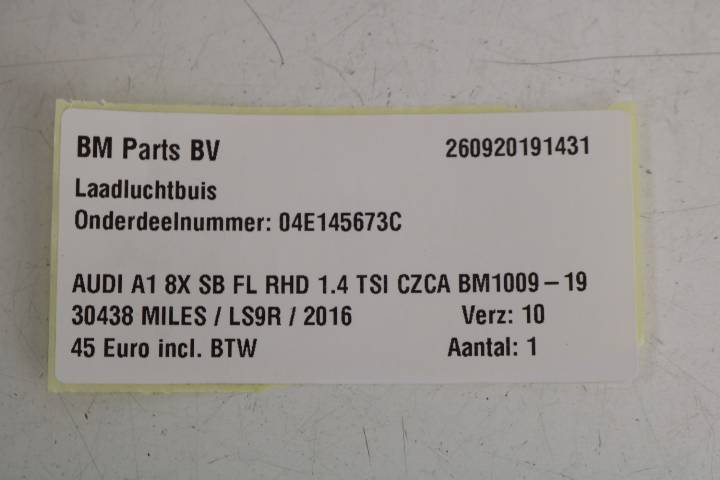 BM Parts BV 260920191431
Laadluchtbuis
Onderdeelnummer: 04E145673C
AUDI A1 8X SB FL RHD 1.4 TSI CZCA BM1009 – 19
30438 MILES / LS9R / 2016 Verz: 10
45 Euro incl. BTW Aantal: 1